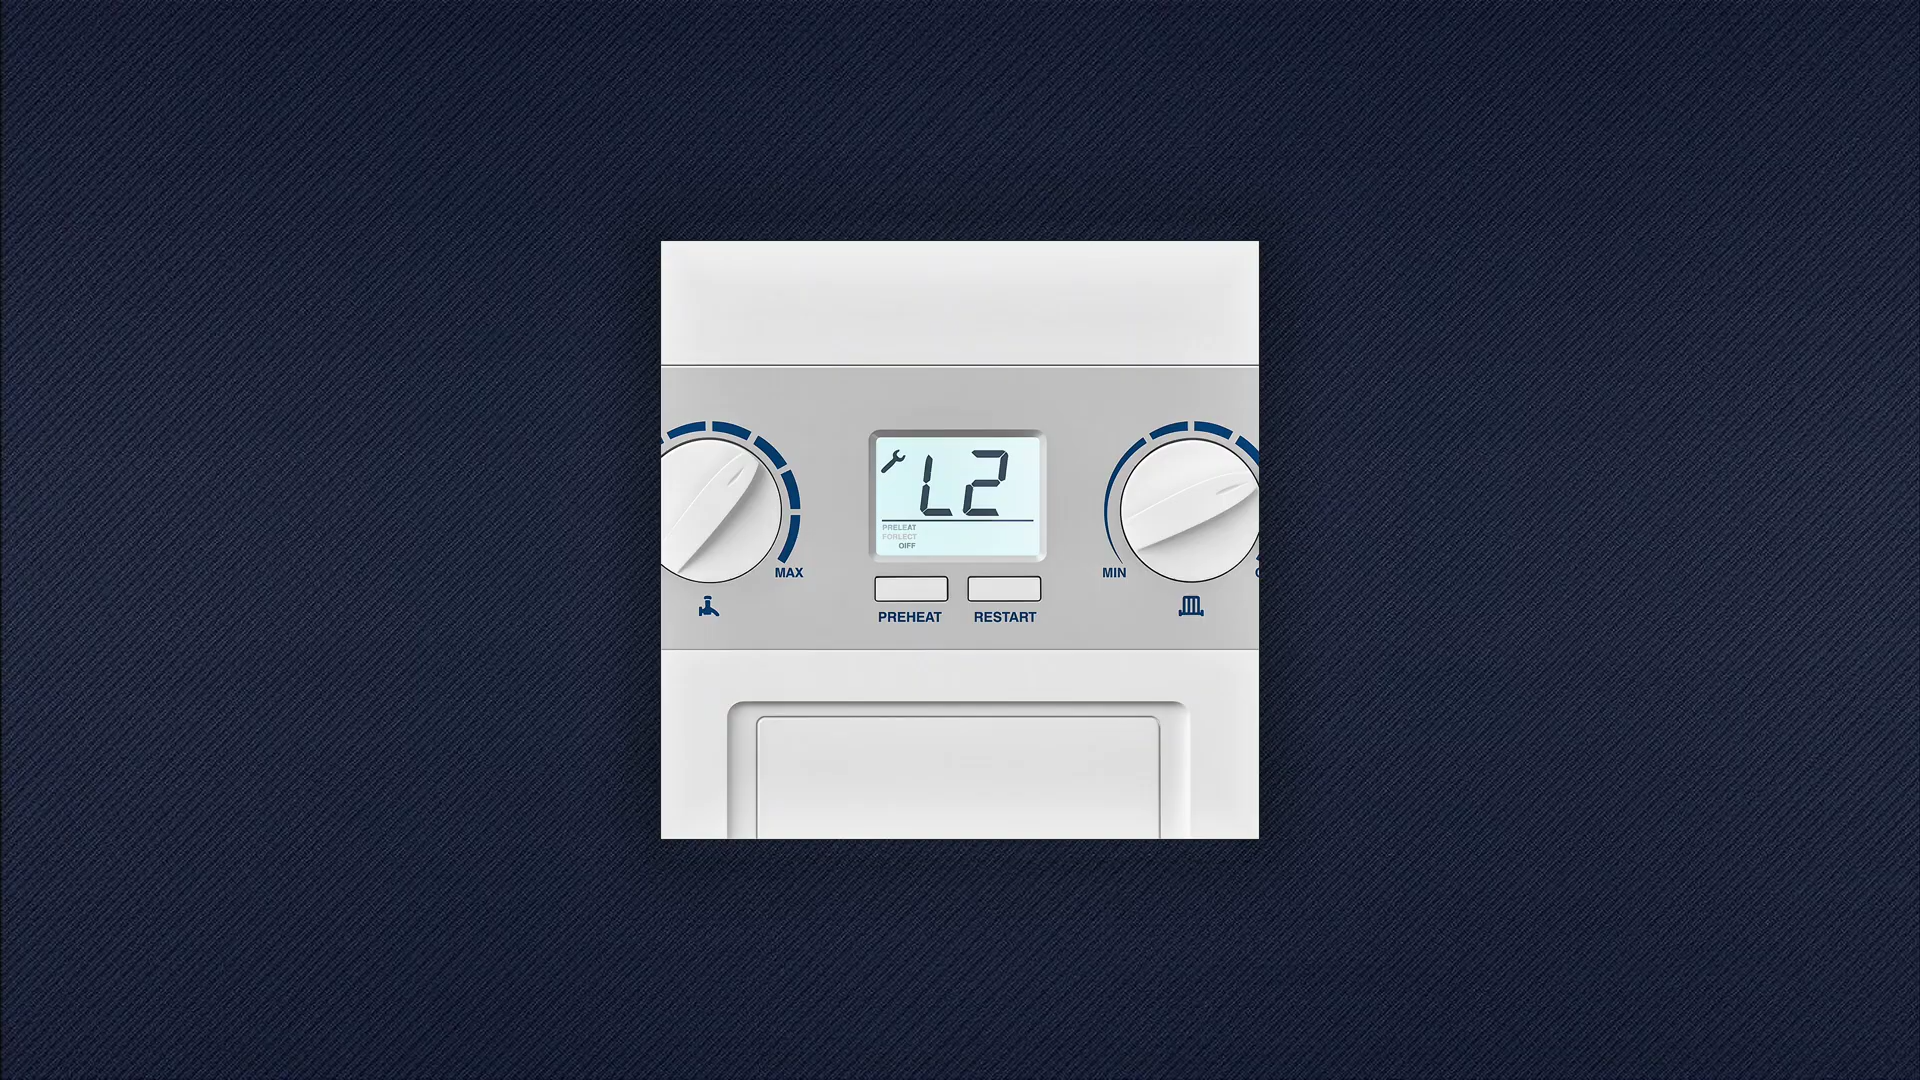 L2
PRELEAT
FORLECT
OIFF
MAX
MIN
PREHEAT
RESTART